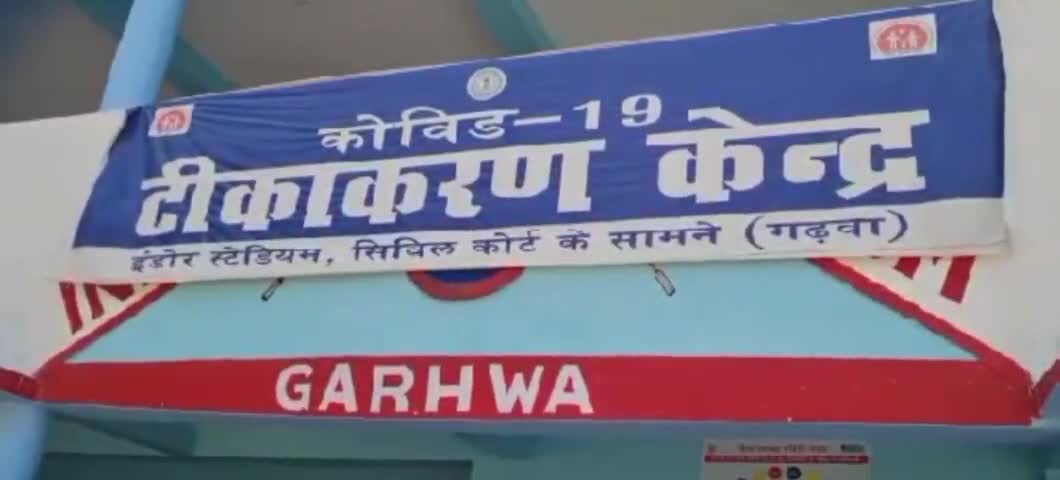 कोविड-19
टीकाकरण केन्द्र
इंडोर स्टेडियम, सिविल कोर्ट के सामने (गढ़वा)
GARHWA